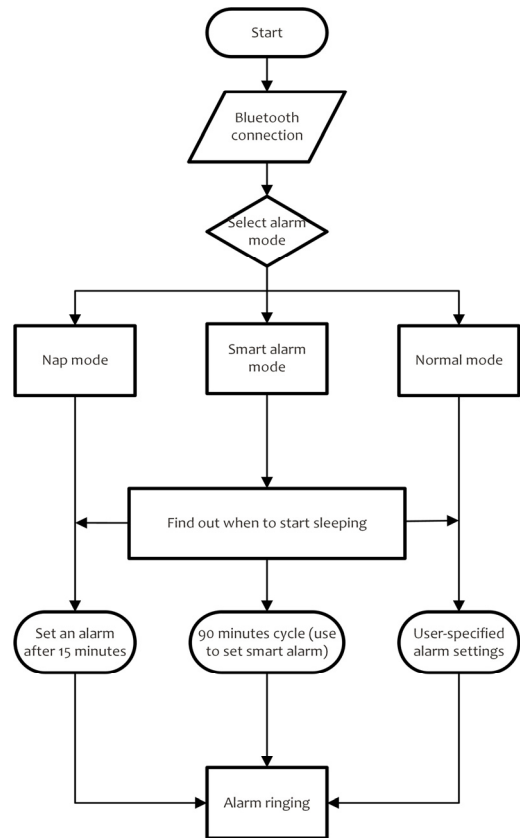 Start
Bluetooth
connection
Select alarm
mode
Nap mode
Smart alarm
mode
Normal mode
Find out when to start sleeping
Set an alarm
after 15 minutes
90 minutes cycle (use
to set smart alarm)
User-specified
alarm settings
Alarm ringing